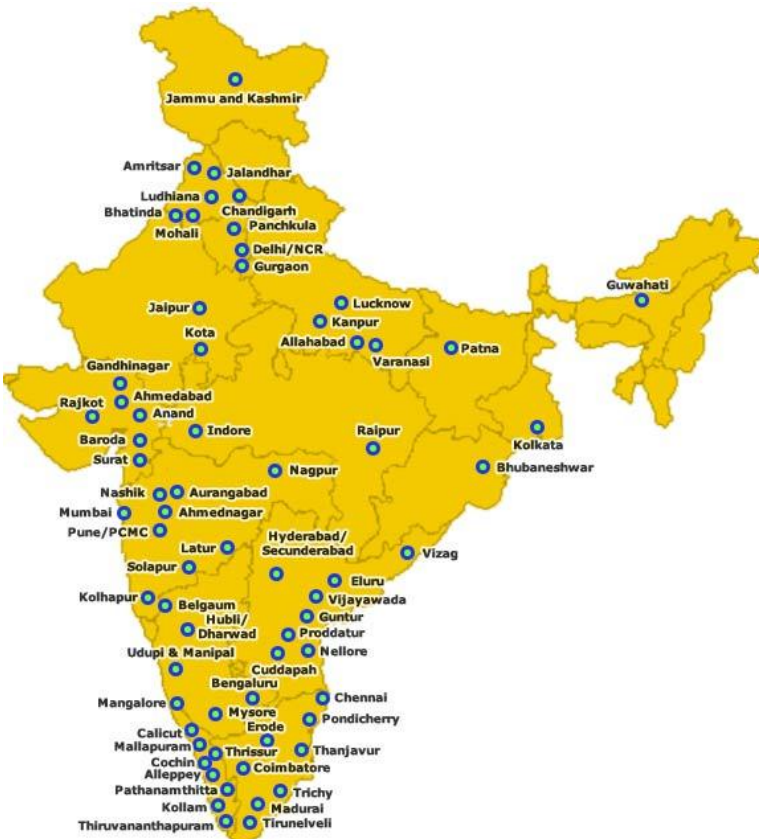 Jammu and Kashmir
Amritsar
Jalandhar
Ludhiana
Chandigarh
Bhatinda
Mohali
Panchkula
Delhi/NCR
Gurgaon
Guwahati
Lucknow
Jaipur
Kanpur
Kota
Allahabad
Varanasi
Patna
Gandhinagar
Ahmedabad
Rajkot
Anand
Indore
Raipur
Kolkata
Baroda
Surat
Nagpur
Bhubaneshwar
Nashik
Aurangabad
Mumbai
Ahmednagar
Pune/PCMC
Hyderabad/
Secunderabad
Latur
Vizag
Solapur
Eluru
Kolhapur
Belgaum
Vijayawada
Hubli/
Dharwad
Guntur
Proddatur
Nellore
Udupi & Manipal
Cuddapah
Bengaluru
Mangalore
Chennai
Mysore
Pondicherry
Erode
Calicut
Mallapuram
Thrissur
Thanjavur
Cochin
Coimbatore
Alleppey
Pathanamthitta
Trichy
Kollam
Madurai
Thiruvananthapuram
Tirunelveli